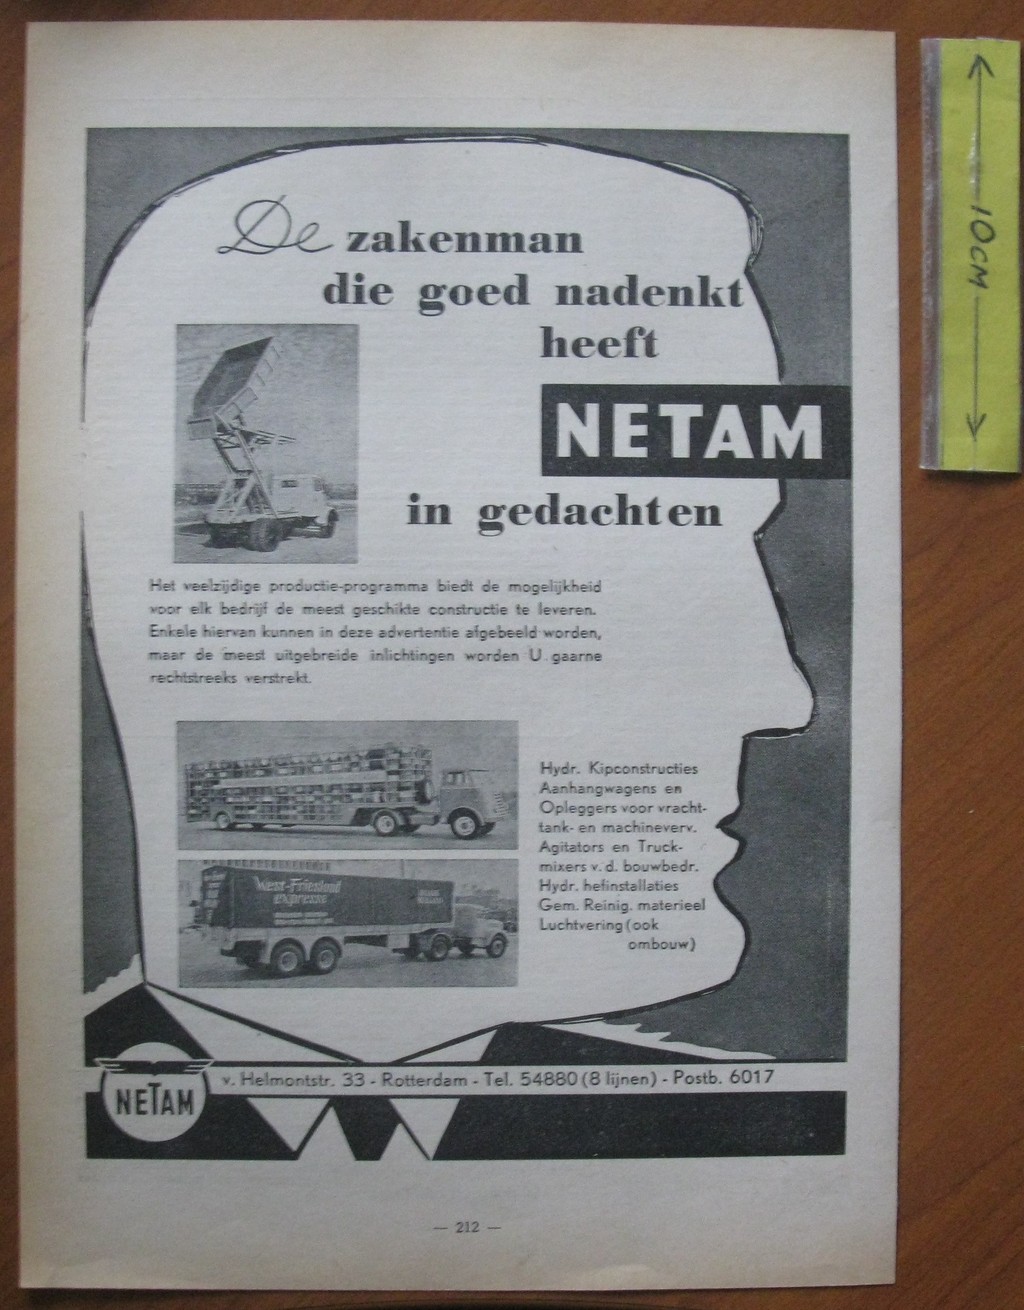 De zakenman
die goed nadenkt
heeft
NETAM
in gedachten
Het veelzijdige productie-programma biedt de mogelijkheid
voor elk bedrijf de meest geschikte constructie te leveren.
Enkele hiervan kunnen in deze advertentie afgebeeld worden,
maar de meest uitgebreide inlichtingen worden U gaarne
rechtstreeks verstrekt.
West-Friesland
expresse
Hydr. Kipconstructies
Aanhangwagens en
Opleggers voor vracht-
tank- en machineverv.
Agitators en Truck-
mixers v. d. bouwbedr.
Hydr. hefinstallaties
Gem. Reinig. materieel
Luchtvering (ook
ombouw)
NETAM
v. Helmontstr. 33 - Rotterdam - Tel. 54880 (8 lijnen) - Postb. 6017
— 212 —
10CM